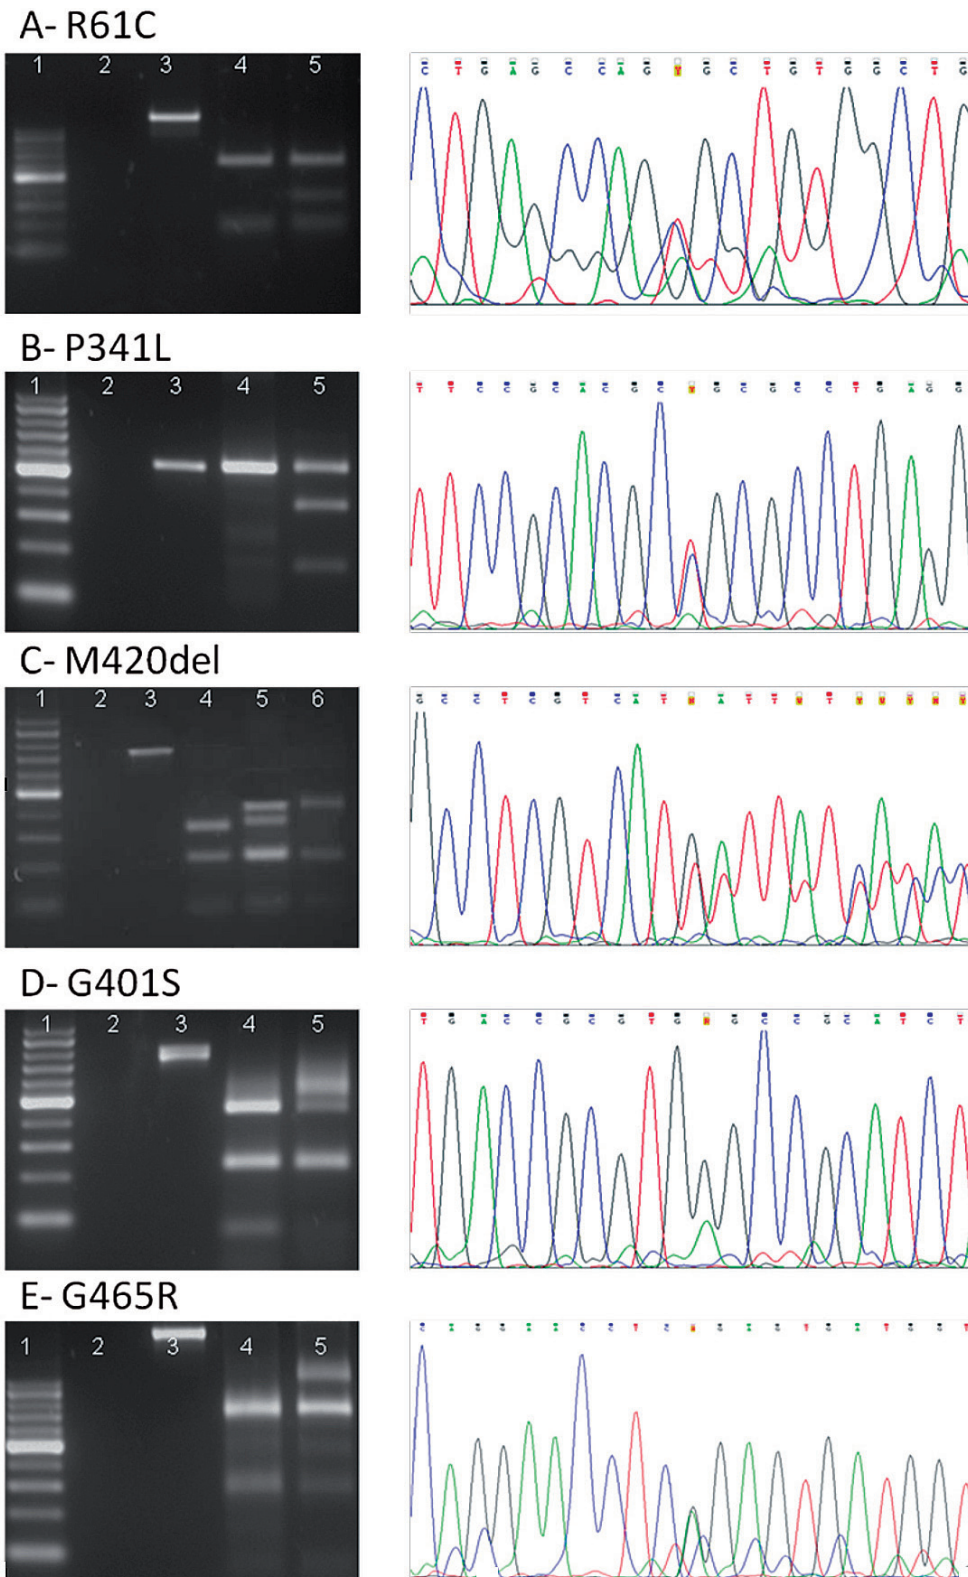 A- R61C
1 2 3 4 5
C T G A G C C A G Y G C T G T G G C T G
B- P341L
1 2 3 4 5
T T C C G C A C G C Y G C G C C T G A G G
C- M420del
1 2 3 4 5 6
G C C T C G T C A T A T T T
D- G401S
1 2 3 4 5
T G A C C G C G T G R G C C G C A T C T
E- G465R
1 2 3 4 5
C A G G A A C C T C G A G T G A T G G T